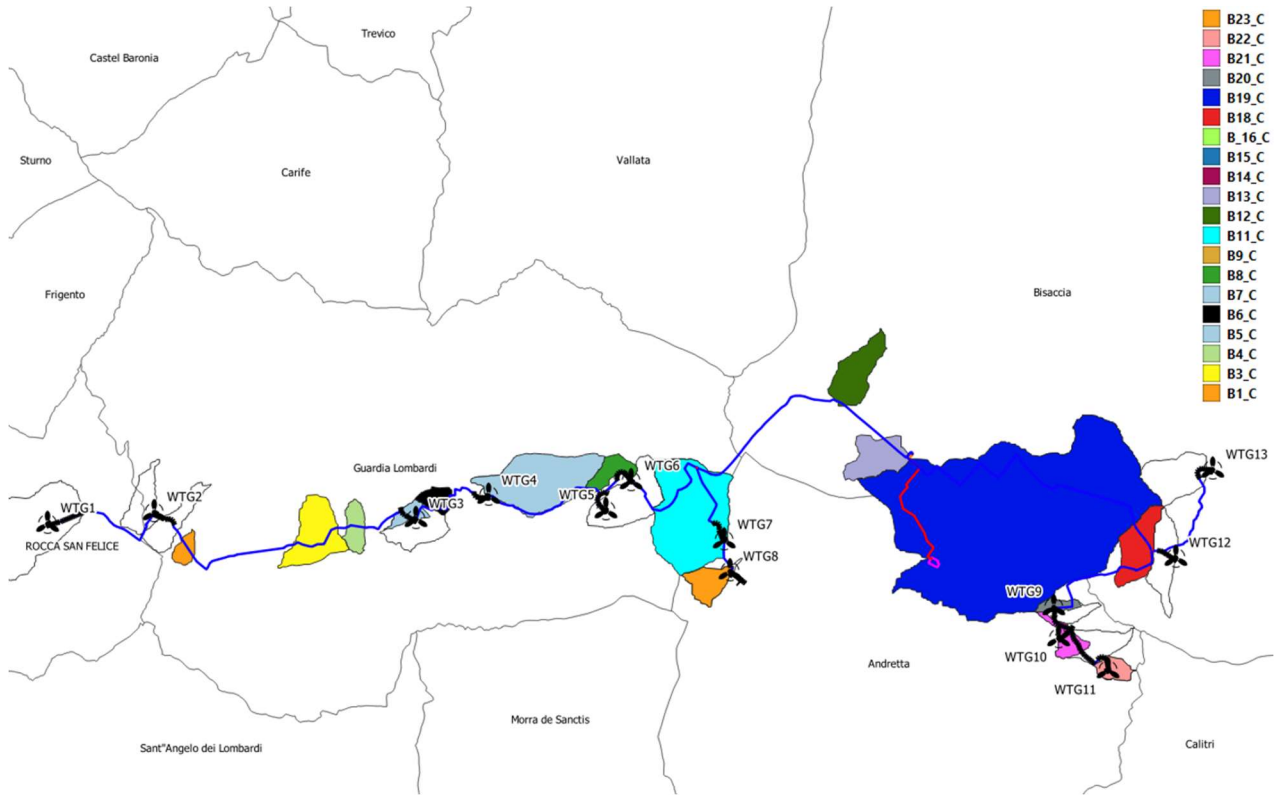 Trevico
Castel Baronia
Sturno
Carife
Vallata
Frigento
Bisaccia
Guardia Lombardi
WTG1
WTG2
WTG3
WTG4
WTG5
WTG6
WTG7
WTG8
WTG9
WTG10
WTG11
WTG12
WTG13
ROCCA SAN FELICE
Andretta
Morra de Sanctis
Sant"Angelo dei Lombardi
Calitri
B23_C
B22_C
B21_C
B20_C
B19_C
B18_C
B_16_C
B15_C
B14_C
B13_C
B12_C
B11_C
B9_C
B8_C
B7_C
B6_C
B5_C
B4_C
B3_C
B1_C